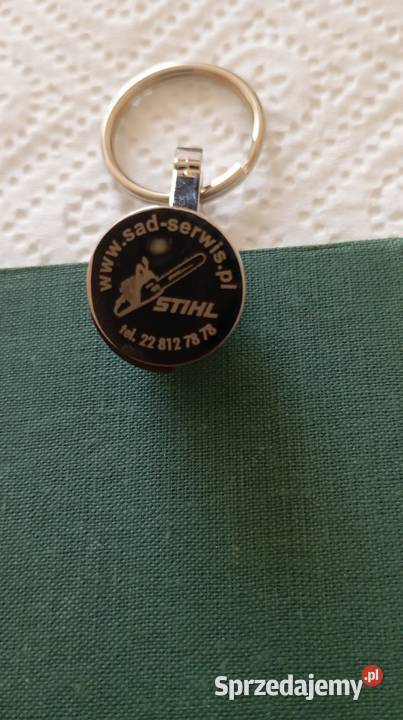 www.sad-serwis.pl
STIHL
tel. 22 812 78 78
Sprzedajemy.pl